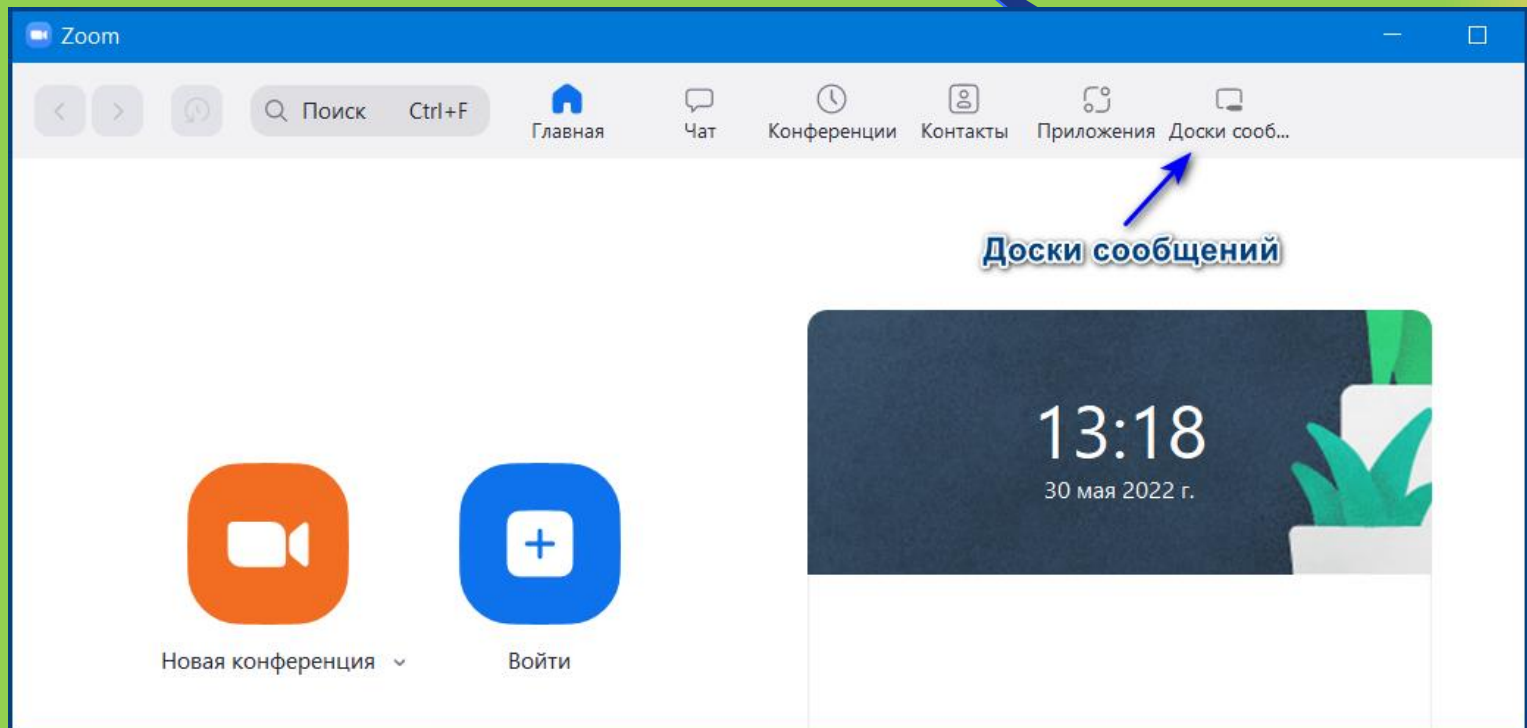 Zoom
Поиск Ctrl+F
Главная
Чат
Конференции
Контакты
Приложения
Доски сооб...
Доски сообщений
13:18
30 мая 2022 г.
Новая конференция
Войти